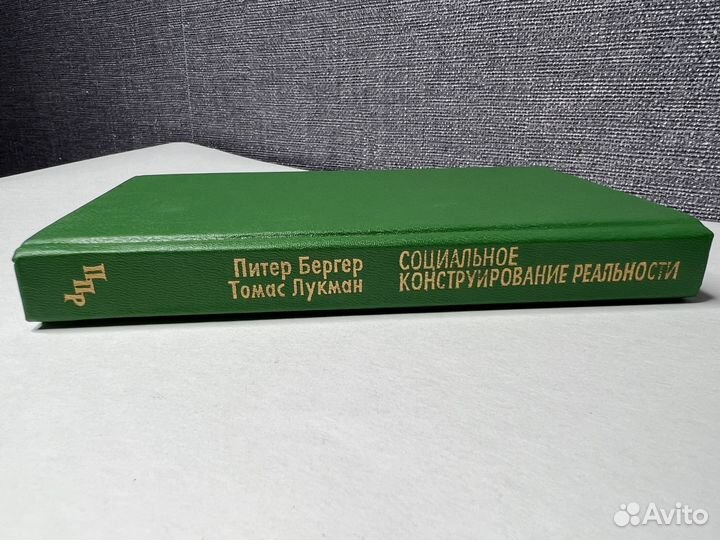 Питер Бергер
Томас Лукман
СОЦИАЛЬНОЕ
КОНСТРУИРОВАНИЕ РЕАЛЬНОСТИ
Avito